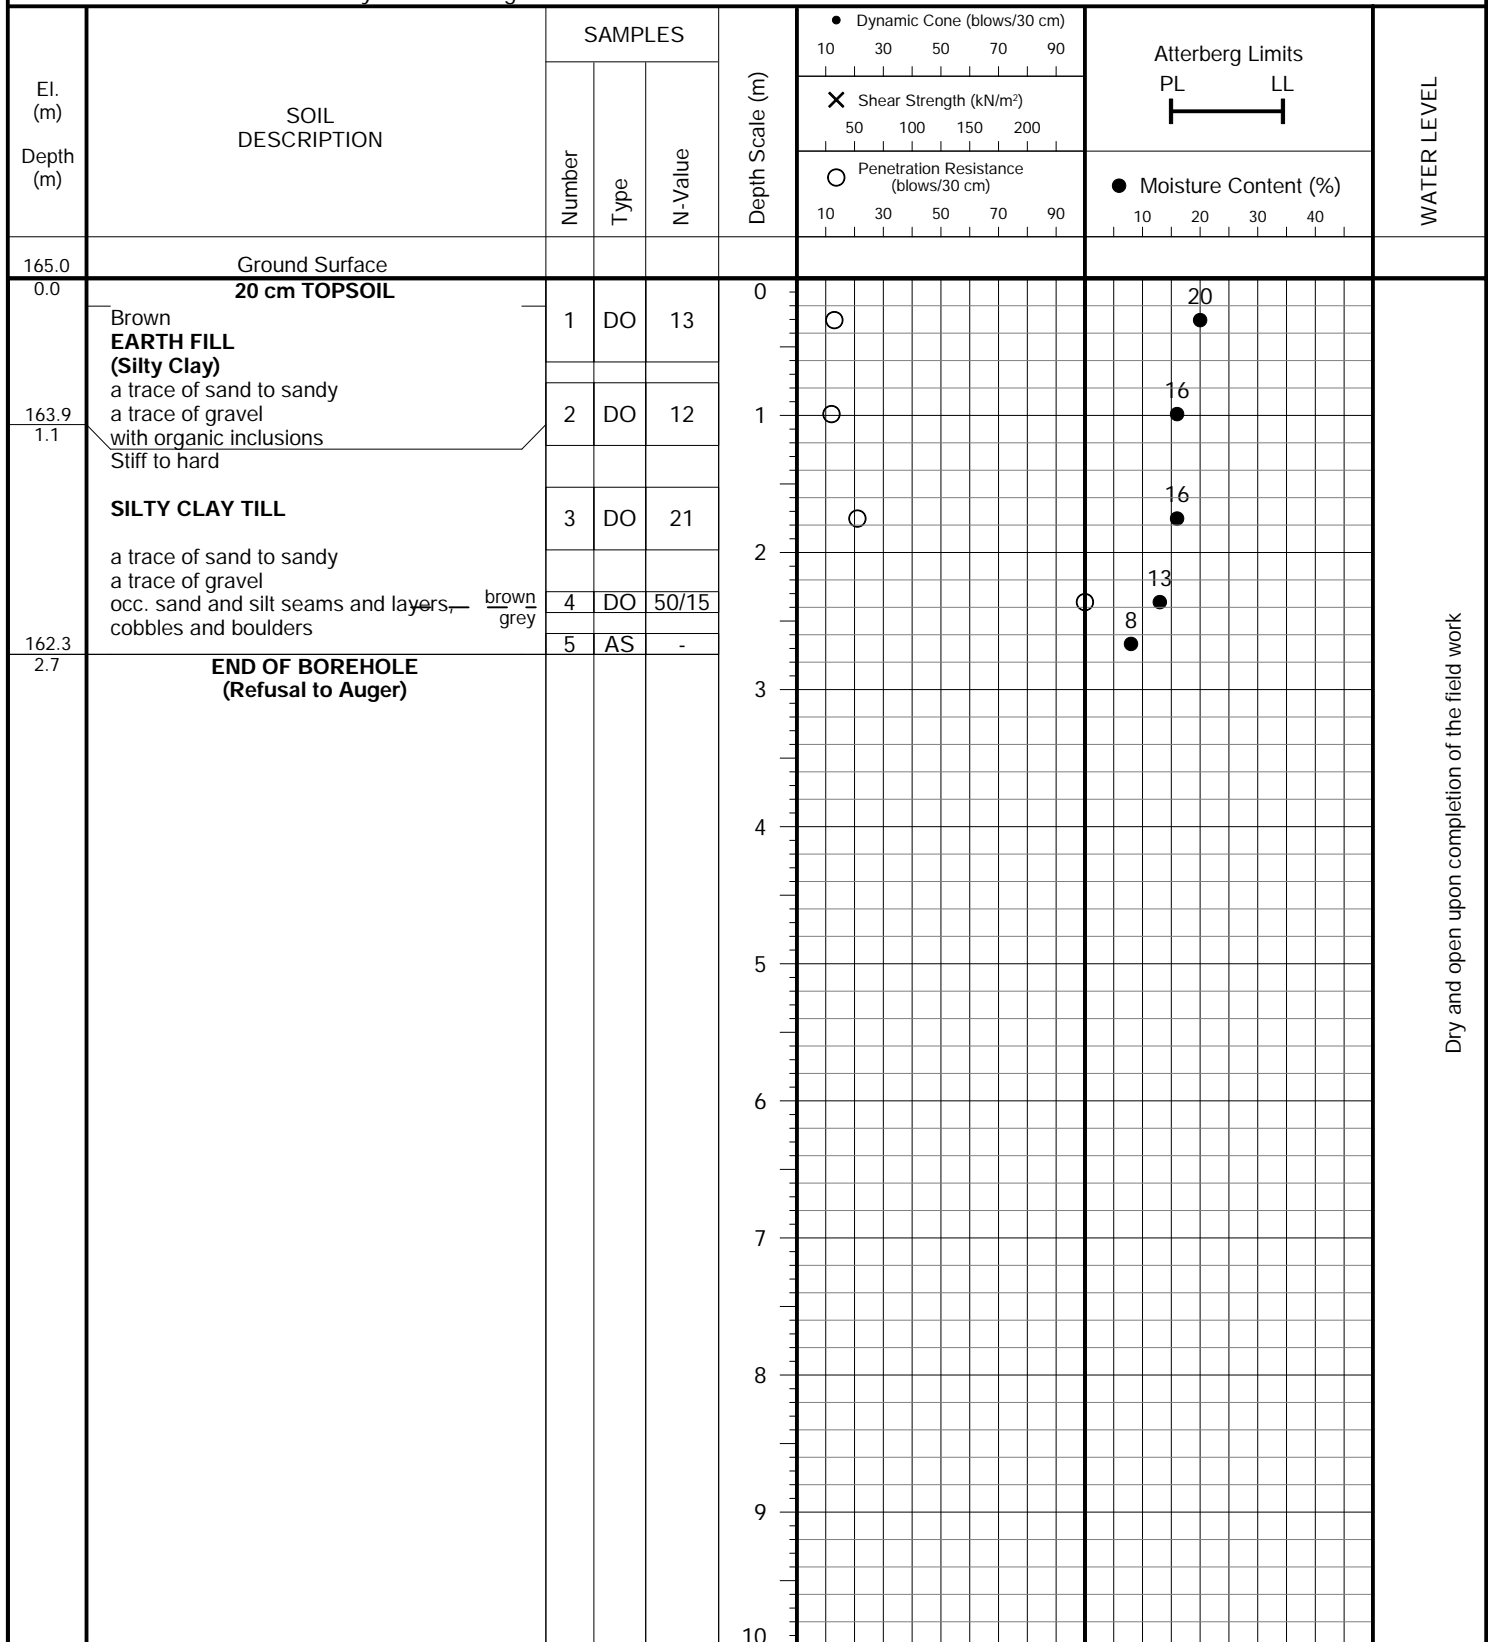 El.
(m)
Depth
(m)
SOIL
DESCRIPTION
SAMPLES
Number
Type
N-Value
Depth Scale (m)
● Dynamic Cone (blows/30 cm)
10 30 50 70 90
✕ Shear Strength (kN/m²)
50 100 150 200
○ Penetration Resistance
(blows/30 cm)
10 30 50 70 90
Atterberg Limits
PL LL
● Moisture Content (%)
10 20 30 40
WATER LEVEL
165.0 Ground Surface
0.0 20 cm TOPSOIL 0
20
Brown
EARTH FILL
(Silty Clay)
1 DO 13
a trace of sand to sandy
16
163.9 a trace of gravel 2 DO 12 1
1.1 with organic inclusions
Stiff to hard
16
SILTY CLAY TILL 3 DO 21
2
a trace of sand to sandy
a trace of gravel
13
occ. sand and silt seams and layers, brown 4 DO 50/15
grey
cobbles and boulders
8
162.3 5 AS -
2.7 END OF BOREHOLE
(Refusal to Auger)
3
4
5
6
7
8
9
10
Dry and open upon completion of the field work